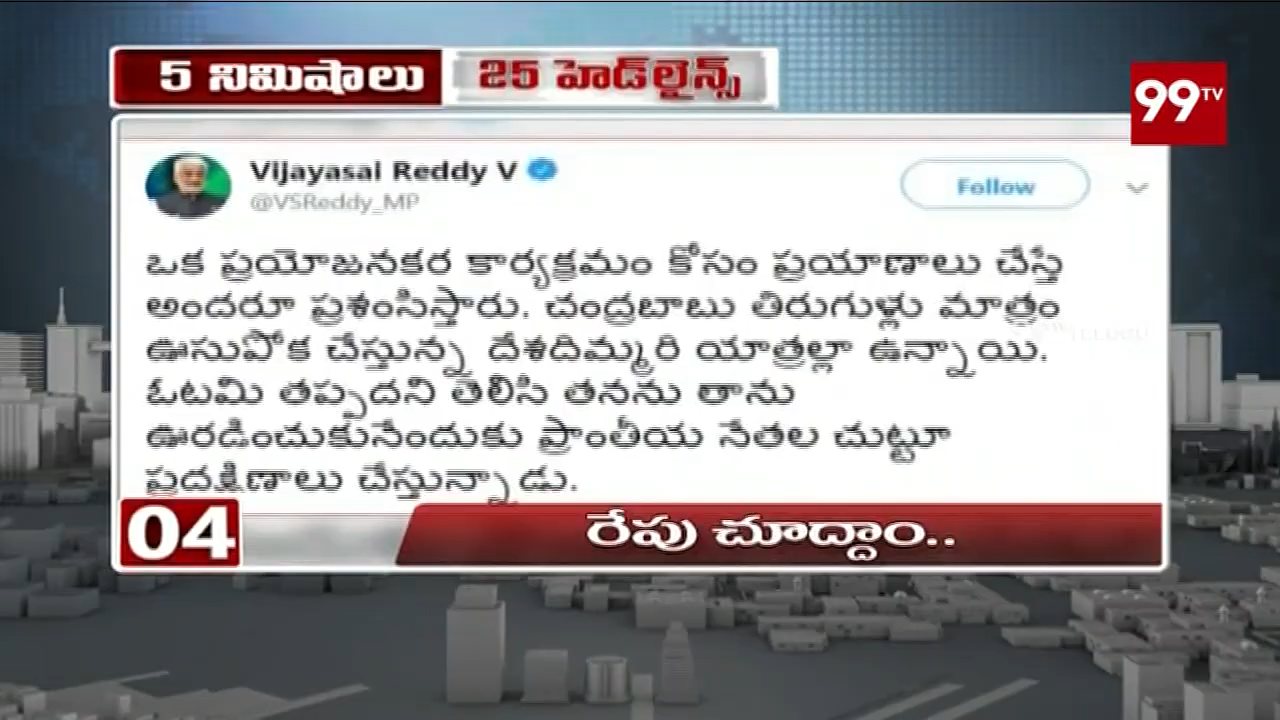 5 నిమిషాలు 25 హెడ్‌లైన్స్
99TV
Vijayasai Reddy V
@VSReddy_MP
Follow
ఒక ప్రయోజనకర కార్యక్రమం కోసం ప్రయాణాలు చేస్తే
అందరూ ప్రశంసిస్తారు. చంద్రబాబు తిరుగుళ్లు మాత్రం
ఊసుపోక చేస్తున్న దేశదిమ్మరి యాత్రల్లా ఉన్నాయి.
ఓటమి తప్పదని తెలిసి తనను తాను
ఊరడించుకునేందుకు ప్రాంతీయ నేతల చుట్టూ
ప్రదక్షిణాలు చేస్తున్నాడు.
04 రేపు చూద్దాం..